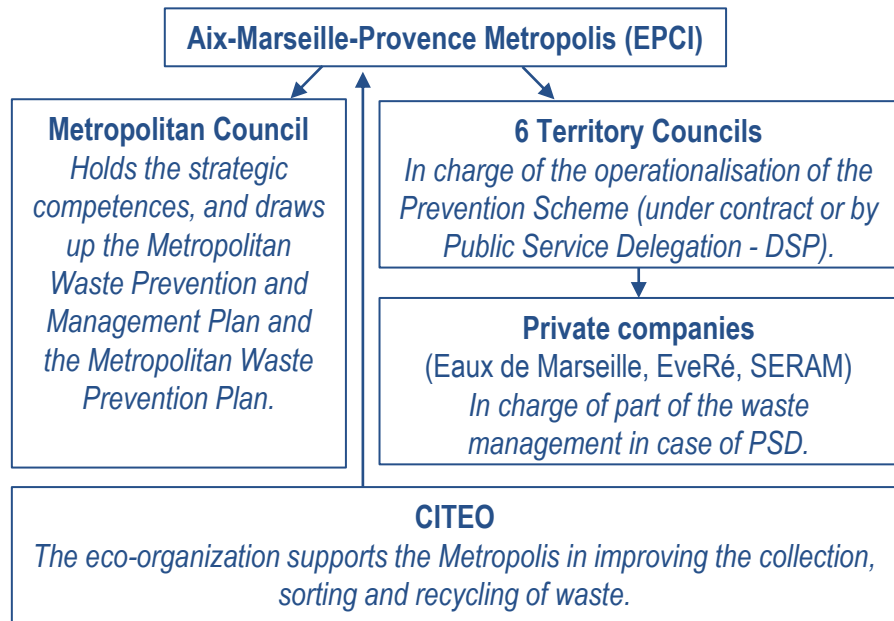 Aix-Marseille-Provence Metropolis (EPCI)
Metropolitan Council
Holds the strategic
competences, and draws
up the Metropolitan
Waste Prevention and
Management Plan and
the Metropolitan Waste
Prevention Plan.
6 Territory Councils
In charge of the operationalisation of the
Prevention Scheme (under contract or by
Public Service Delegation - DSP).
Private companies
(Eaux de Marseille, EveRé, SERAM)
In charge of part of the waste
management in case of PSD.
CITEO
The eco-organization supports the Metropolis in improving the collection,
sorting and recycling of waste.